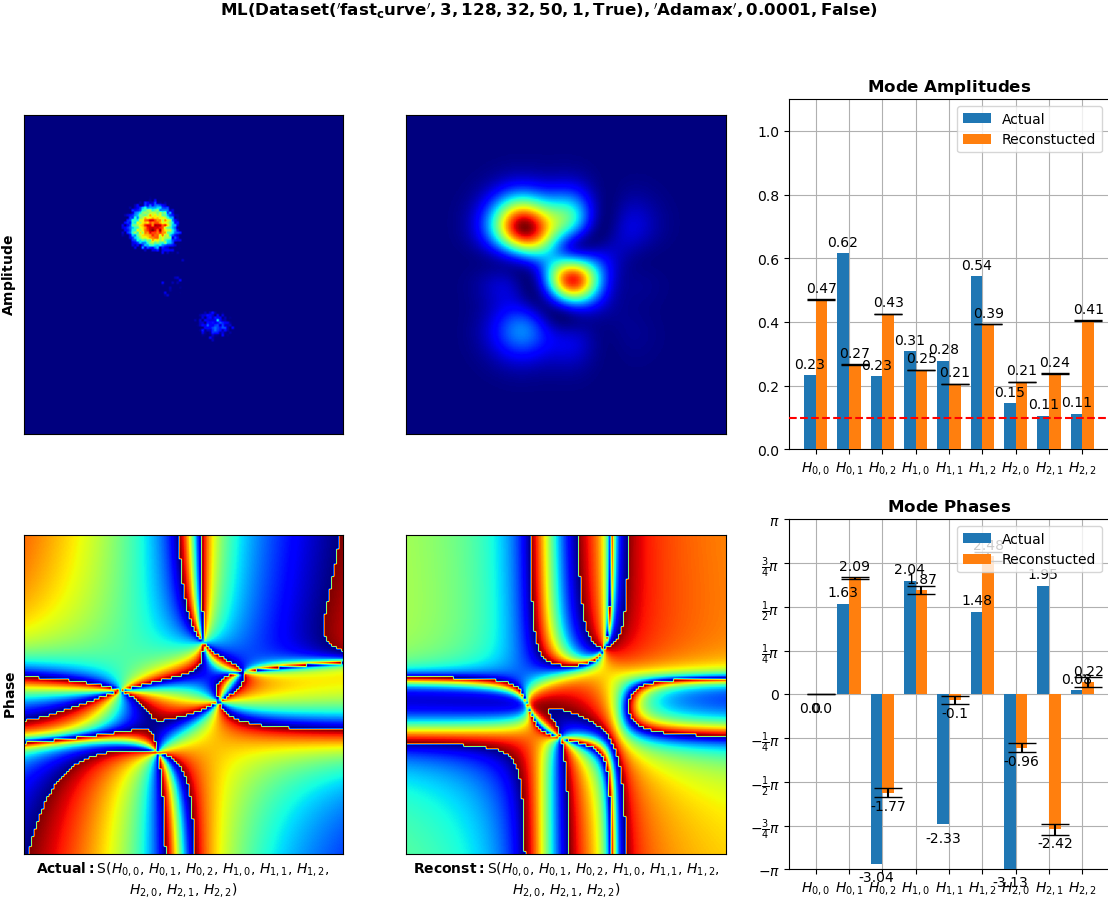 ML(Dataset('fast_curve', 3, 128, 32, 50, 1, True), 'Adamax', 0.0001, False)
Amplitude
Mode Amplitudes
Actual
Reconstucted
1.0
0.8
0.6
0.4
0.2
0.0
0.23
0.47
0.62
0.27
0.23
0.43
0.31
0.25
0.28
0.21
0.54
0.39
0.15
0.21
0.11
0.24
0.11
0.41
H0,0 H0,1 H0,2 H1,0 H1,1 H1,2 H2,0 H2,1 H2,2
Phase
Mode Phases
Actual
Reconstucted
π
3/4π
1/2π
1/4π
0
−1/4π
−1/2π
−3/4π
−π
0.0
0.0
1.63
2.09
-3.04
-1.77
2.04
1.87
-2.33
-0.1
1.48
2.48
-3.13
-0.96
1.95
-2.42
0.08
0.22
H0,0 H0,1 H0,2 H1,0 H1,1 H1,2 H2,0 H2,1 H2,2
Actual: S(H0,0, H0,1, H0,2, H1,0, H1,1, H1,2,
H2,0, H2,1, H2,2)
Reconst: S(H0,0, H0,1, H0,2, H1,0, H1,1, H1,2,
H2,0, H2,1, H2,2)